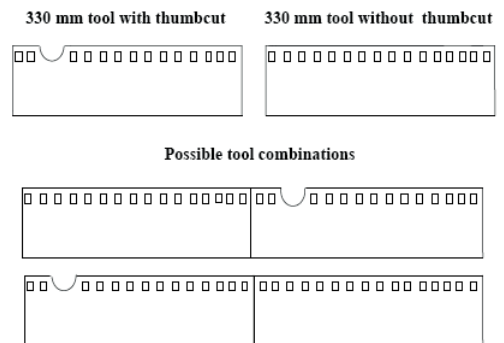 330 mm tool with thumbcut
330 mm tool without thumbcut
Possible tool combinations